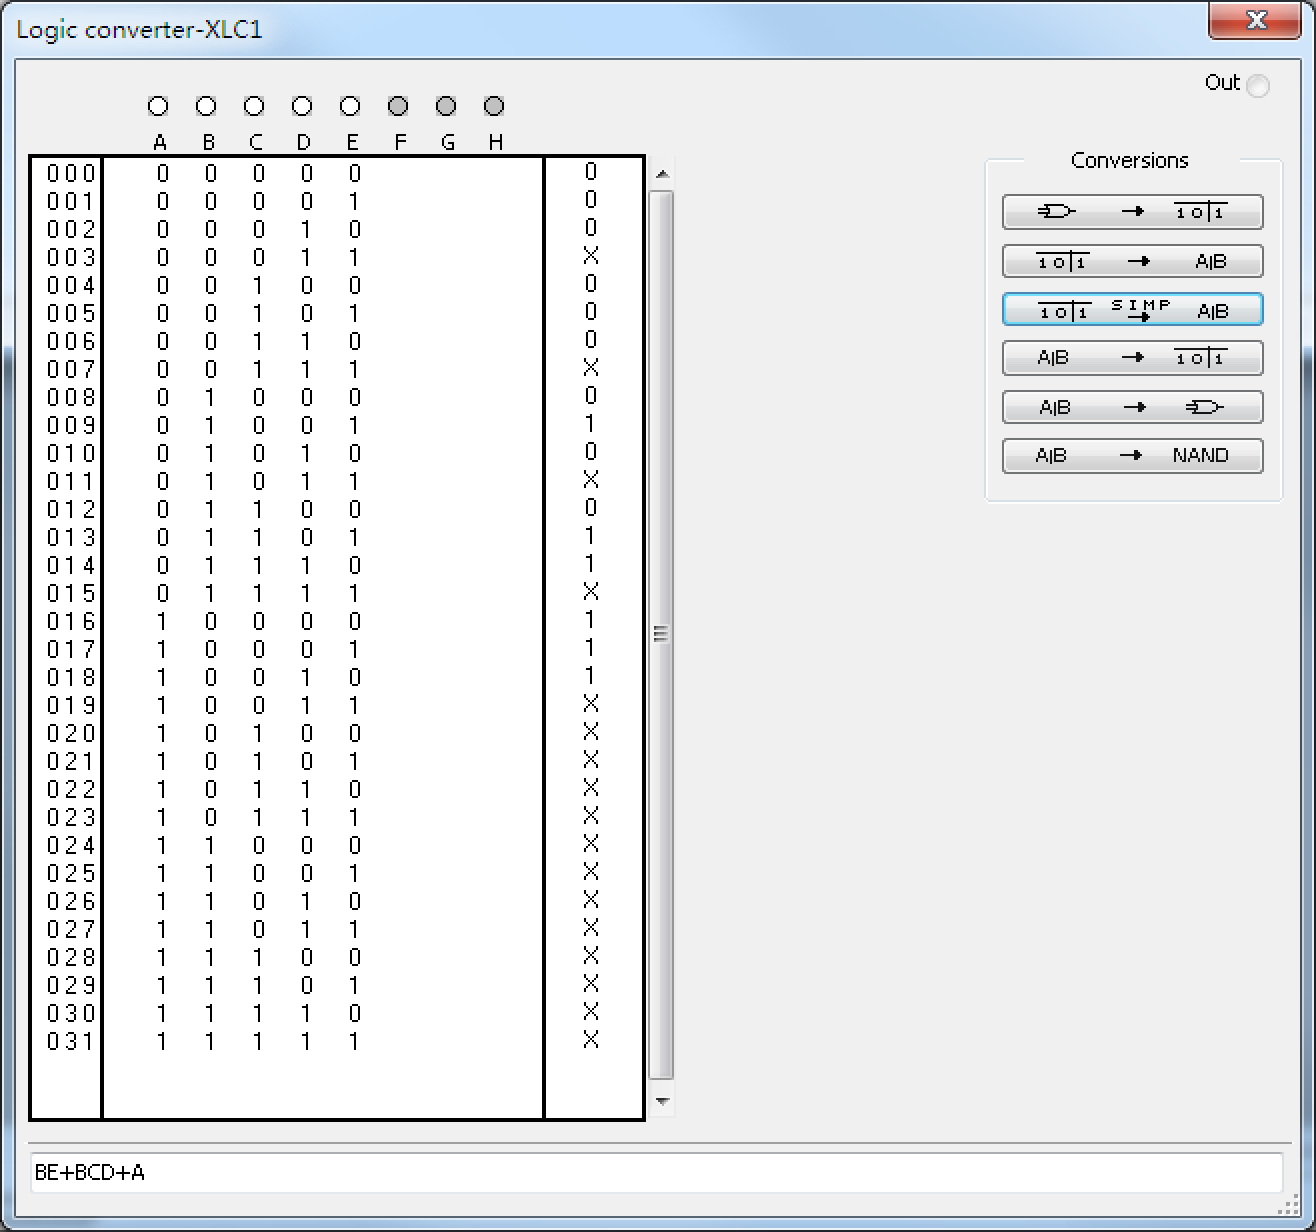 Logic converter-XLC1
Out
A B C D E F G H
000 0 0 0 0 0 0
001 0 0 0 0 1 0
002 0 0 0 1 0 0
003 0 0 0 1 1 X
004 0 0 1 0 0 0
005 0 0 1 0 1 0
006 0 0 1 1 0 0
007 0 0 1 1 1 X
008 0 1 0 0 0 0
009 0 1 0 0 1 1
010 0 1 0 1 0 0
011 0 1 0 1 1 X
012 0 1 1 0 0 0
013 0 1 1 0 1 1
014 0 1 1 1 0 1
015 0 1 1 1 1 X
016 1 0 0 0 0 1
017 1 0 0 0 1 1
018 1 0 0 1 0 1
019 1 0 0 1 1 X
020 1 0 1 0 0 X
021 1 0 1 0 1 X
022 1 0 1 1 0 X
023 1 0 1 1 1 X
024 1 1 0 0 0 X
025 1 1 0 0 1 X
026 1 1 0 1 0 X
027 1 1 0 1 1 X
028 1 1 1 0 0 X
029 1 1 1 0 1 X
030 1 1 1 1 0 X
031 1 1 1 1 1 X
Conversions
→ 1 0|1
1 0|1 → A|B
1 0|1 SIMP → A|B
A|B → 1 0|1
A|B →
A|B → NAND
BE+BCD+A